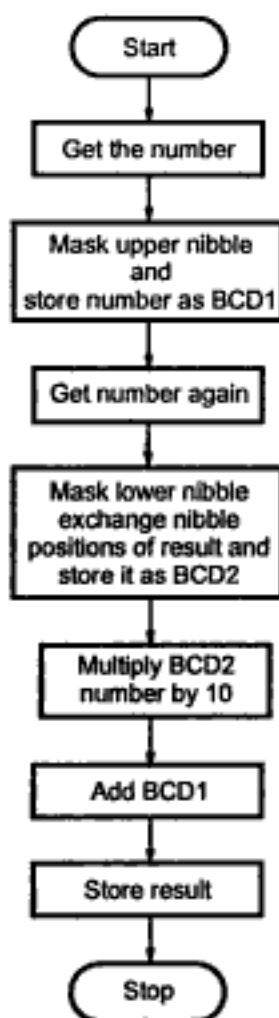 Start
Get the number
Mask upper nibble
and
store number as BCD1
Get number again
Mask lower nibble
exchange nibble
positions of result and
store it as BCD2
Multiply BCD2
number by 10
Add BCD1
Store result
Stop